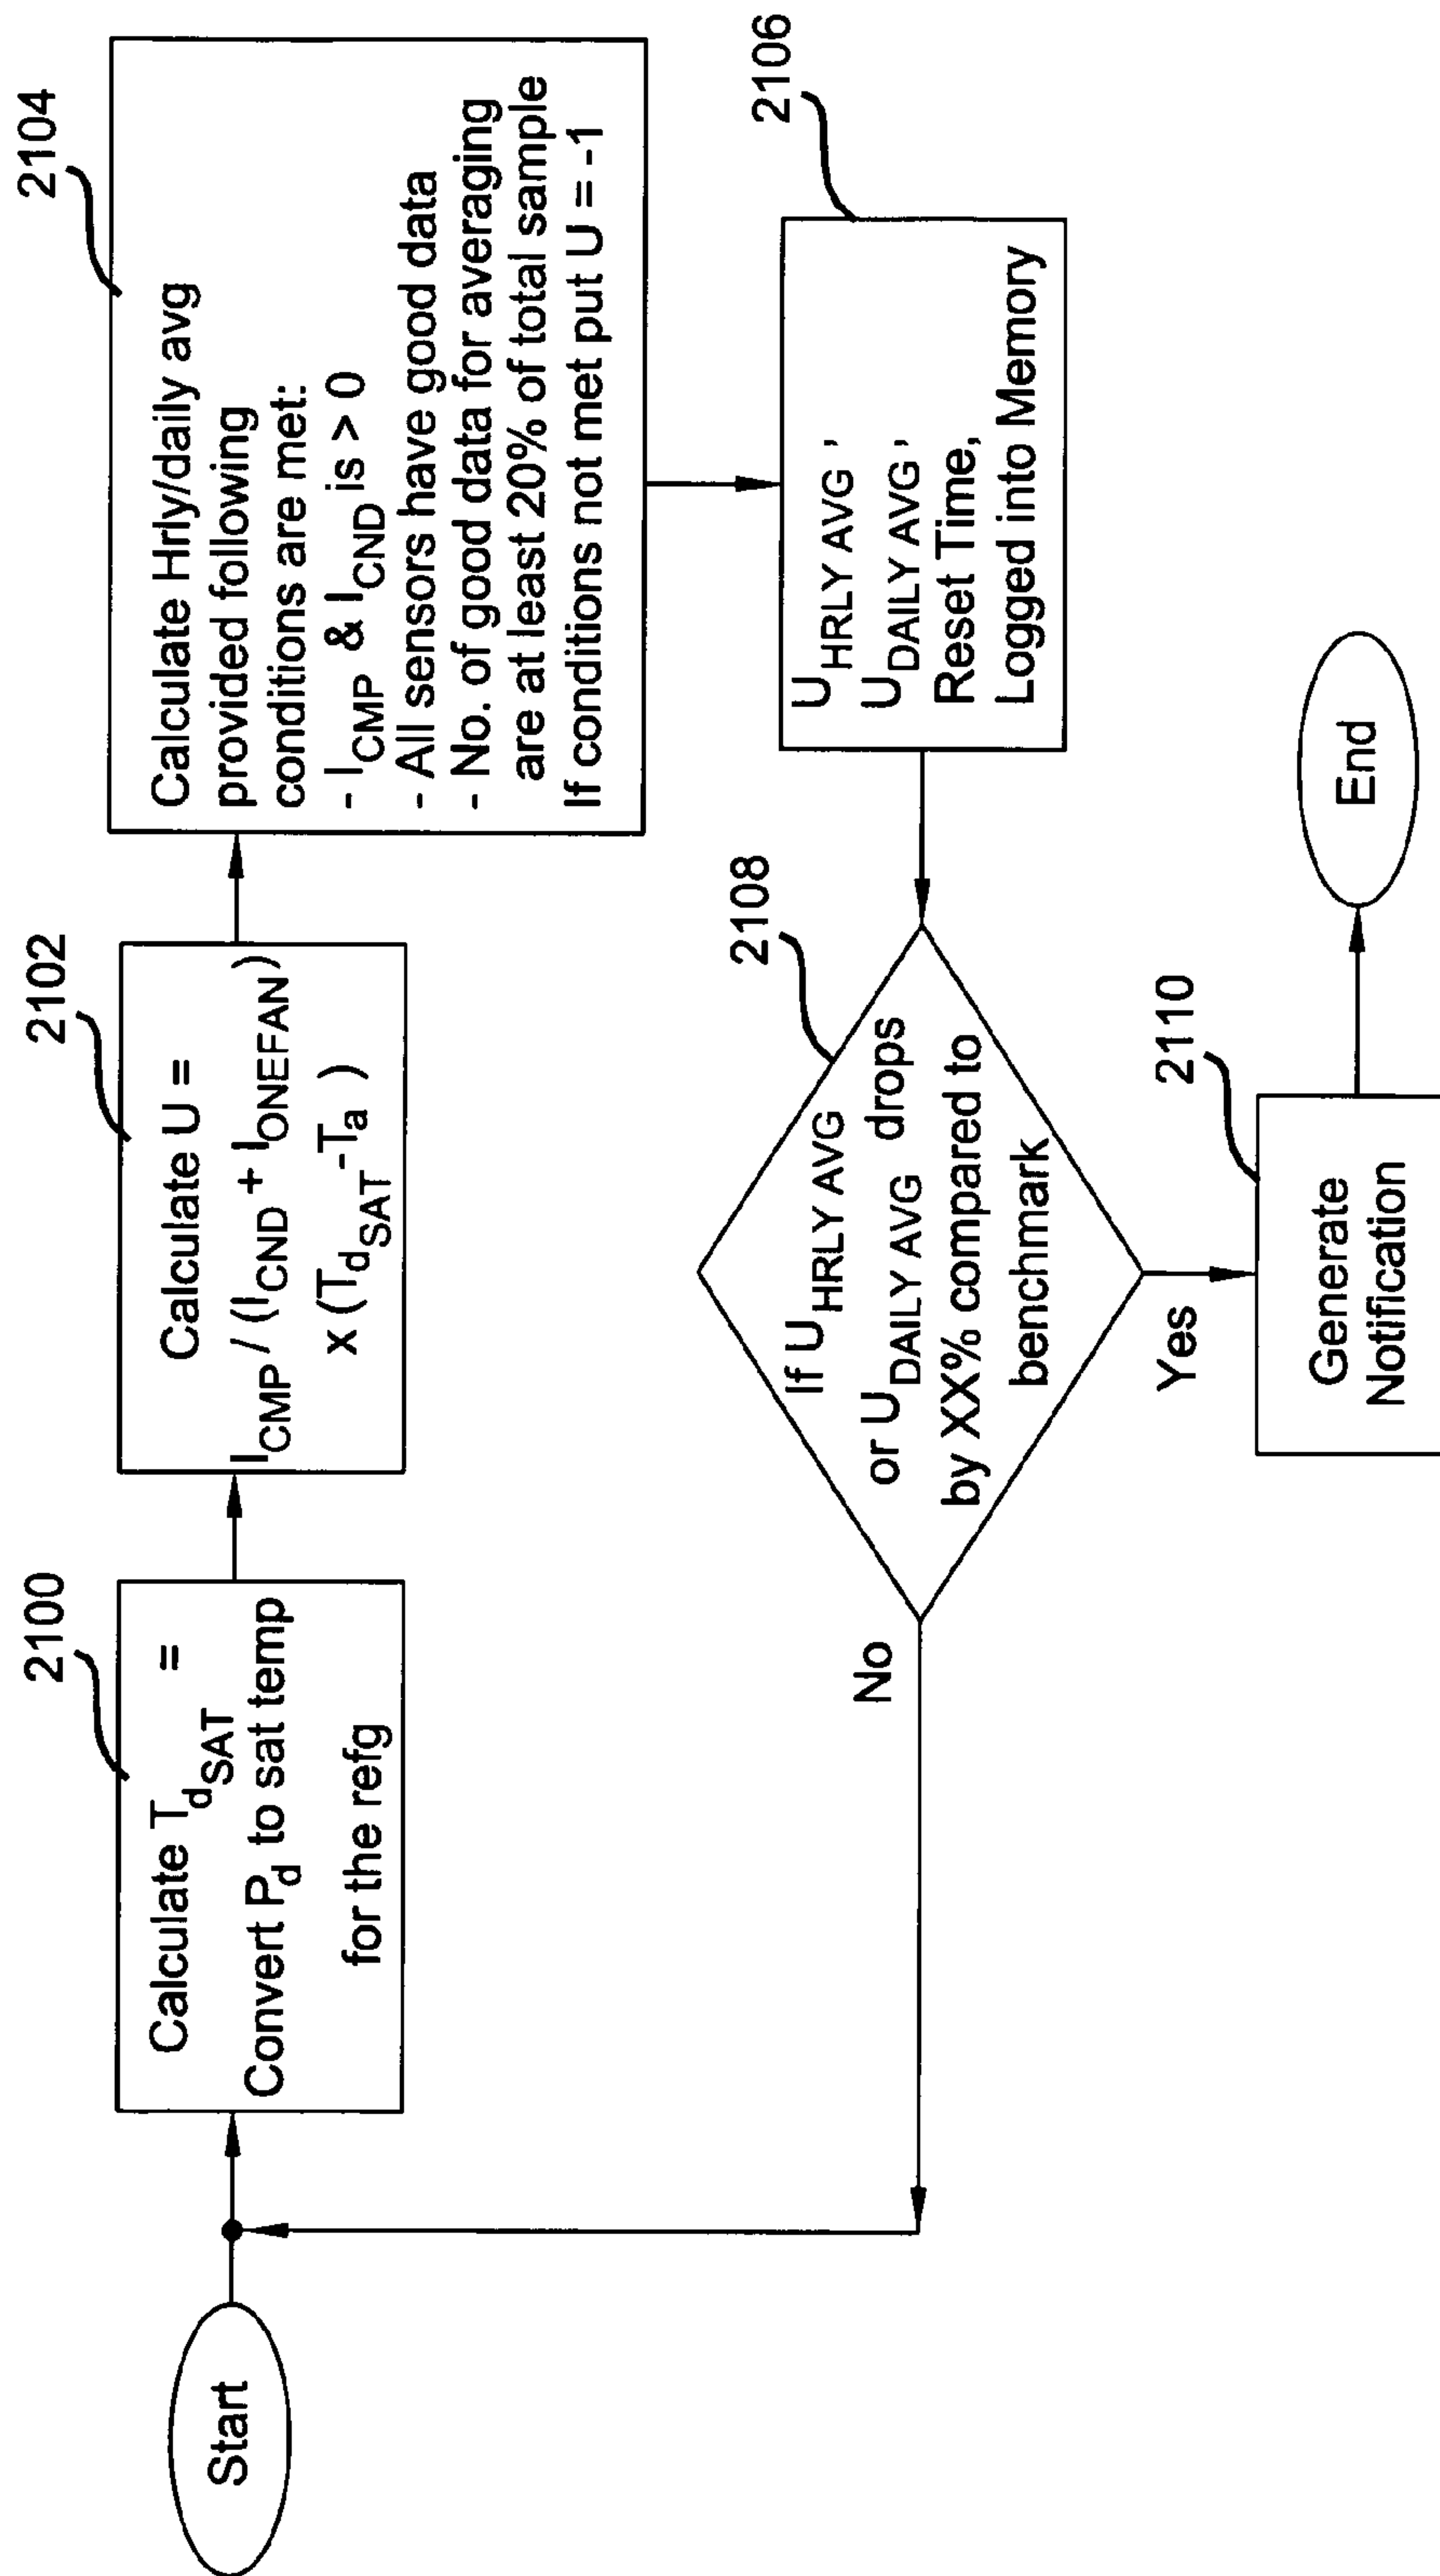 Start
2100
Calculate T_dSAT =
Convert P_d to sat temp
for the refg
2102
Calculate U =
I_CMP / (I_CND + I_ONEFAN)
x (T_dSAT - T_a )
2104
Calculate Hrly/daily avg
provided following
conditions are met:
- I_CMP & I_CND is > 0
- All sensors have good data
- No. of good data for averaging
are at least 20% of total sample
If conditions not met put U = -1
2106
U_HRLY AVG ,
U_DAILY AVG,
Reset Time,
Logged into Memory
2108
If U_HRLY AVG
or U_DAILY AVG drops
by XX% compared to
benchmark
No
Yes
2110
Generate
Notification
End